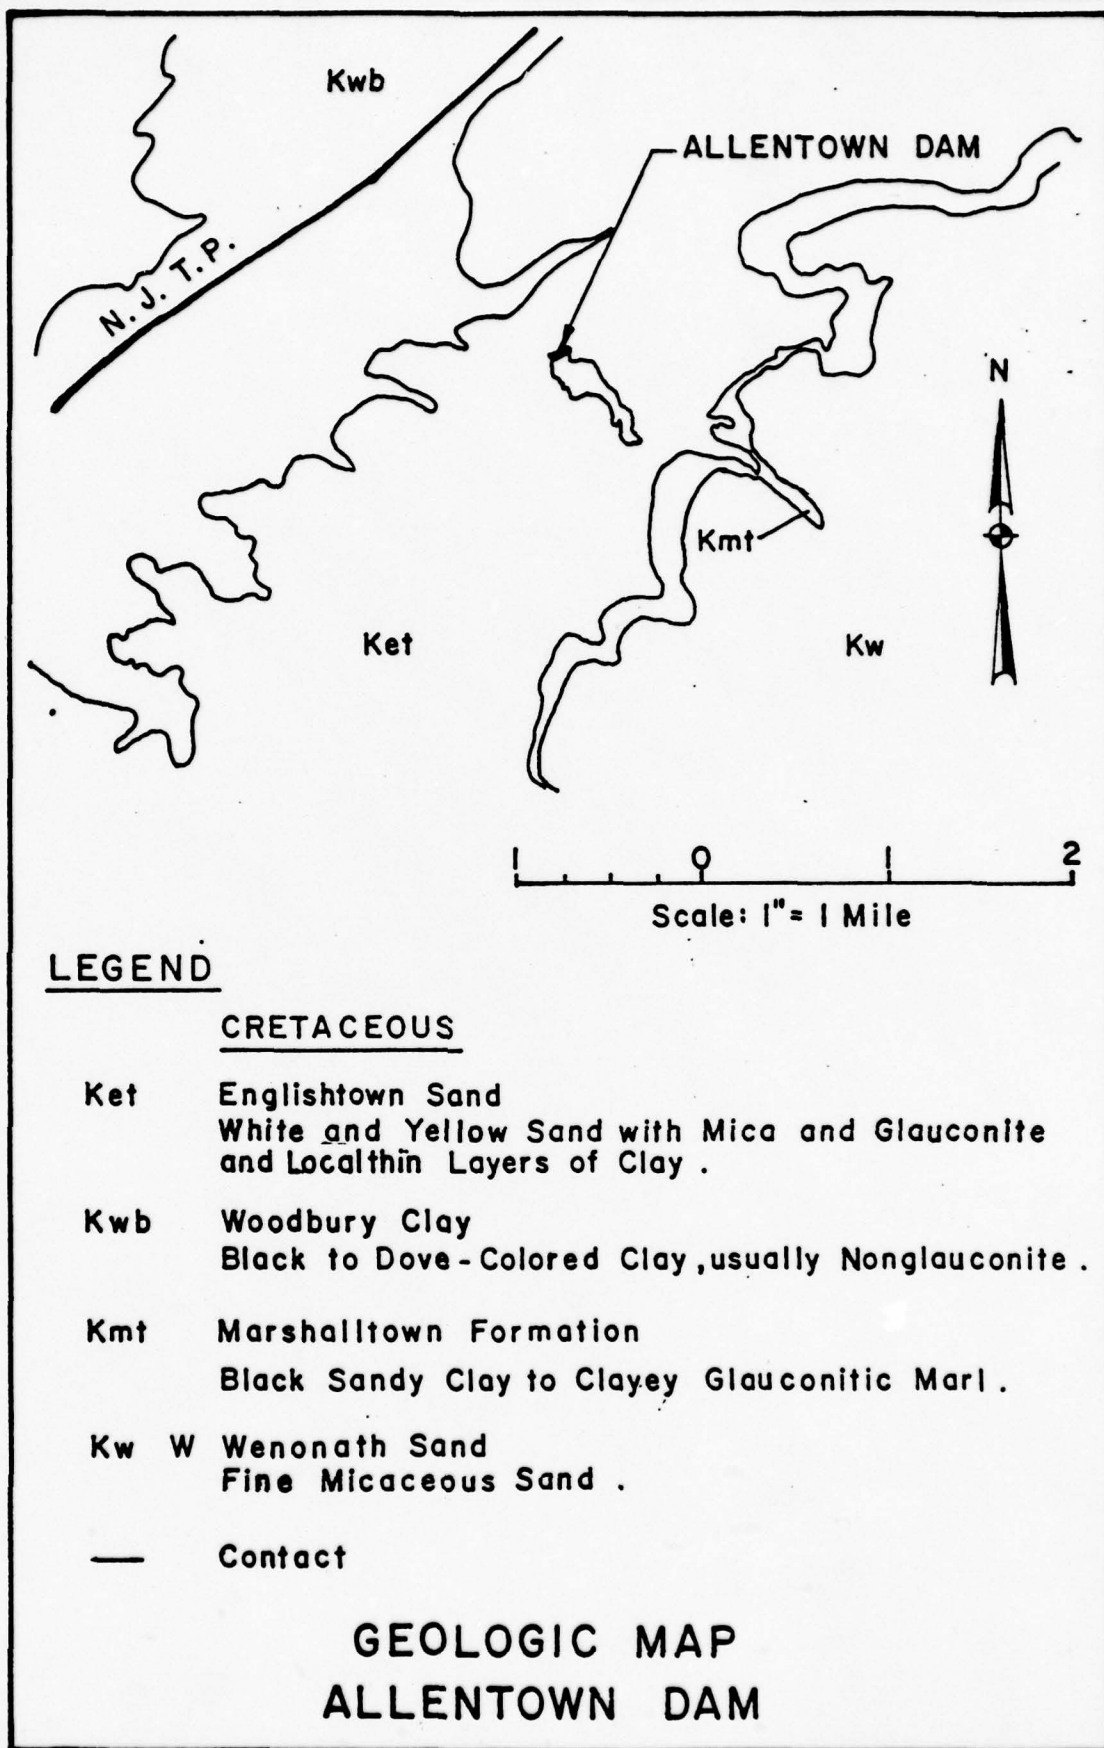 Kwb
ALLENTOWN DAM
N. J. T. P.
N
Kmt
Ket
Kw
1 0 1 2
Scale: 1" = 1 Mile
LEGEND
CRETACEOUS
Ket Englishtown Sand
White and Yellow Sand with Mica and Glauconite
and Localthin Layers of Clay .
Kwb Woodbury Clay
Black to Dove-Colored Clay, usually Nonglauconite .
Kmt Marshalltown Formation
Black Sandy Clay to Clayey Glauconitic Marl .
Kw W Wenonath Sand
Fine Micaceous Sand .
— Contact
GEOLOGIC MAP
ALLENTOWN DAM